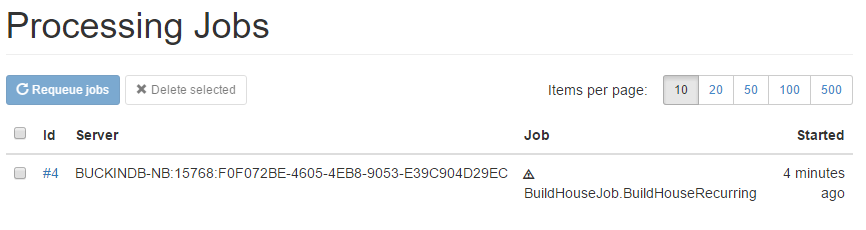 Processing Jobs
Requeue jobs Delete selected Items per page: 10 20 50 100 500
Id Server Job Started
#4 BUCKINDB-NB:15768:F0F072BE-4605-4EB8-9053-E39C904D29EC 4 minutes
BuildHouseJob.BuildHouseRecurring ago